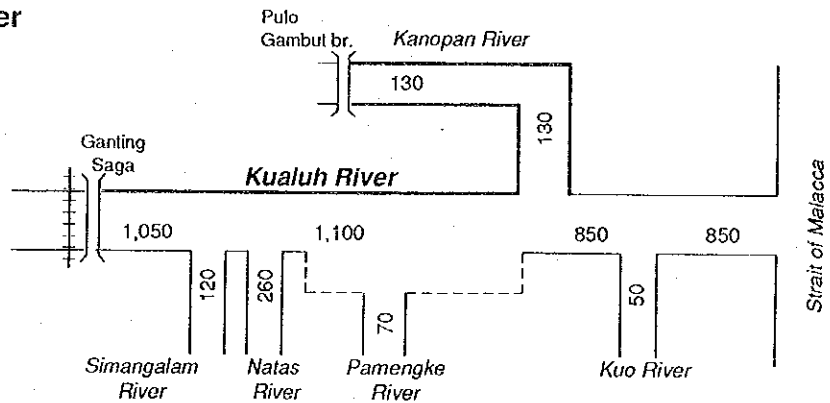 er
Pulo
Gambut br.
Kanopan River
130
130
Ganting
Saga
Kualuh River
1,050
1,100
850
850
120
260
70
50
Strait of Malacca
Simangalam
River
Natas
River
Pamengke
River
Kuo River